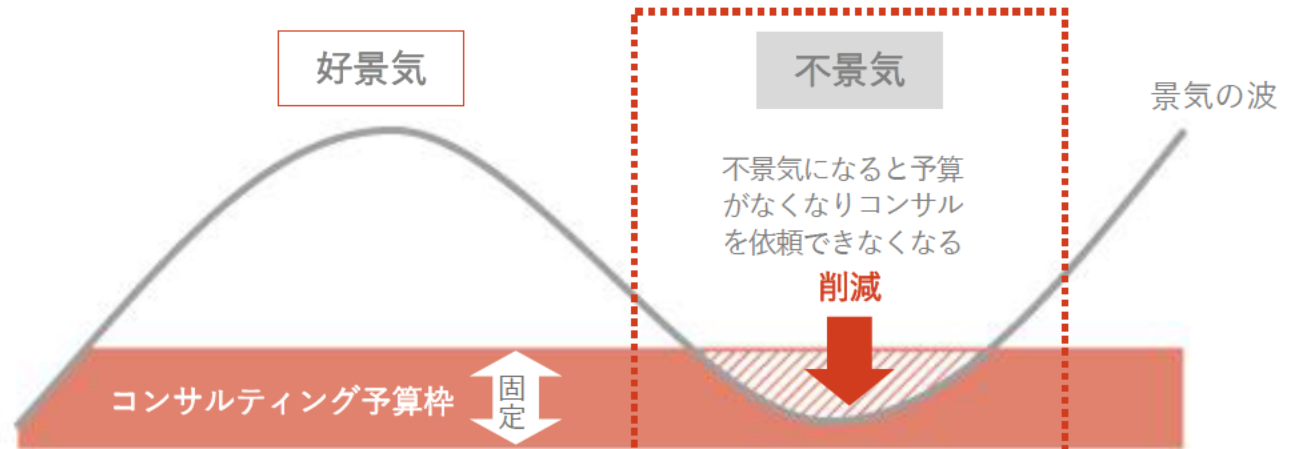 好景気
不景気
景気の波
不景気になると予算
がなくなりコンサル
を依頼できなくなる
削減
コンサルティング予算枠
固
定